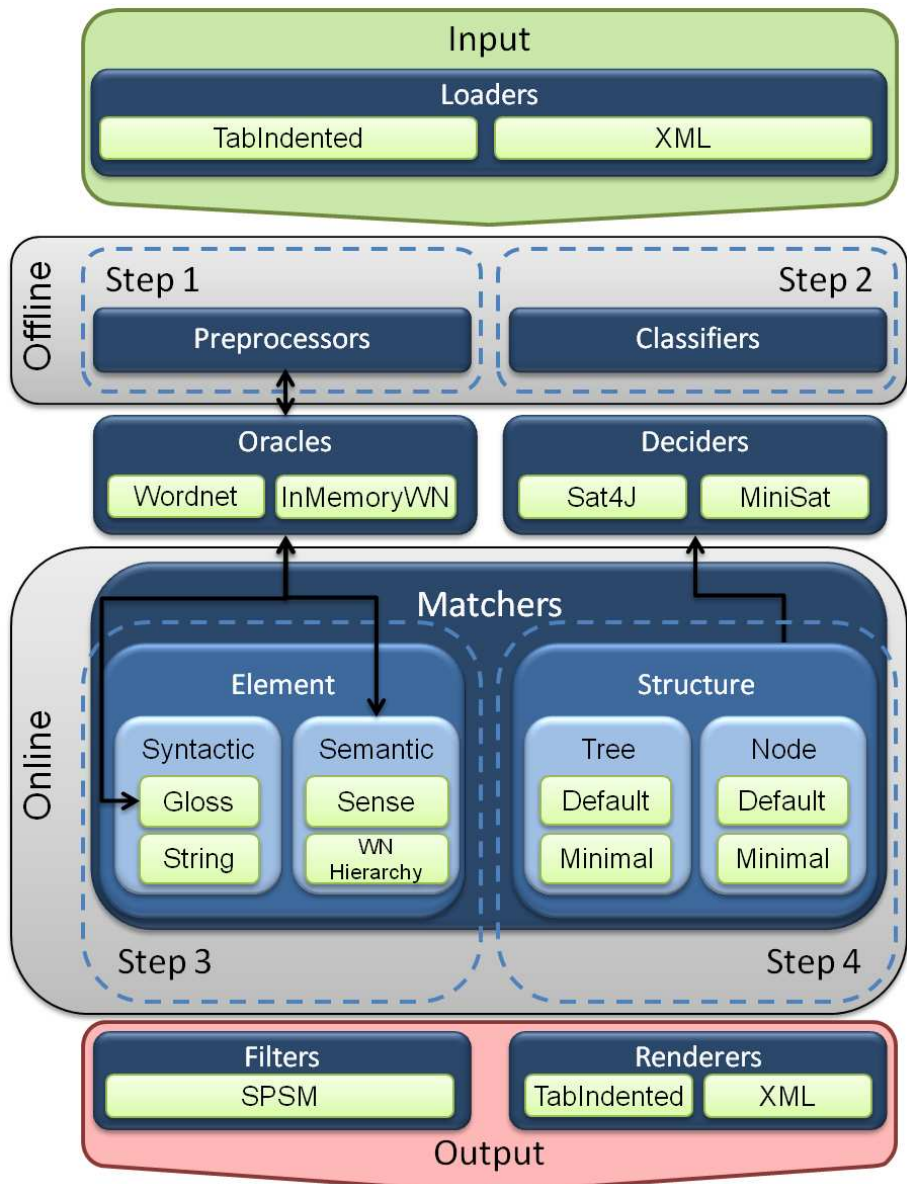 Input
Loaders
TabIndented
XML
Offline
Step 1
Step 2
Preprocessors
Classifiers
Oracles
Wordnet
InMemoryWN
Deciders
Sat4J
MiniSat
Online
Matchers
Element
Syntactic
Gloss
String
Semantic
Sense
WN
Hierarchy
Structure
Tree
Default
Minimal
Node
Default
Minimal
Step 3
Step 4
Filters
SPSM
Renderers
TabIndented
XML
Output